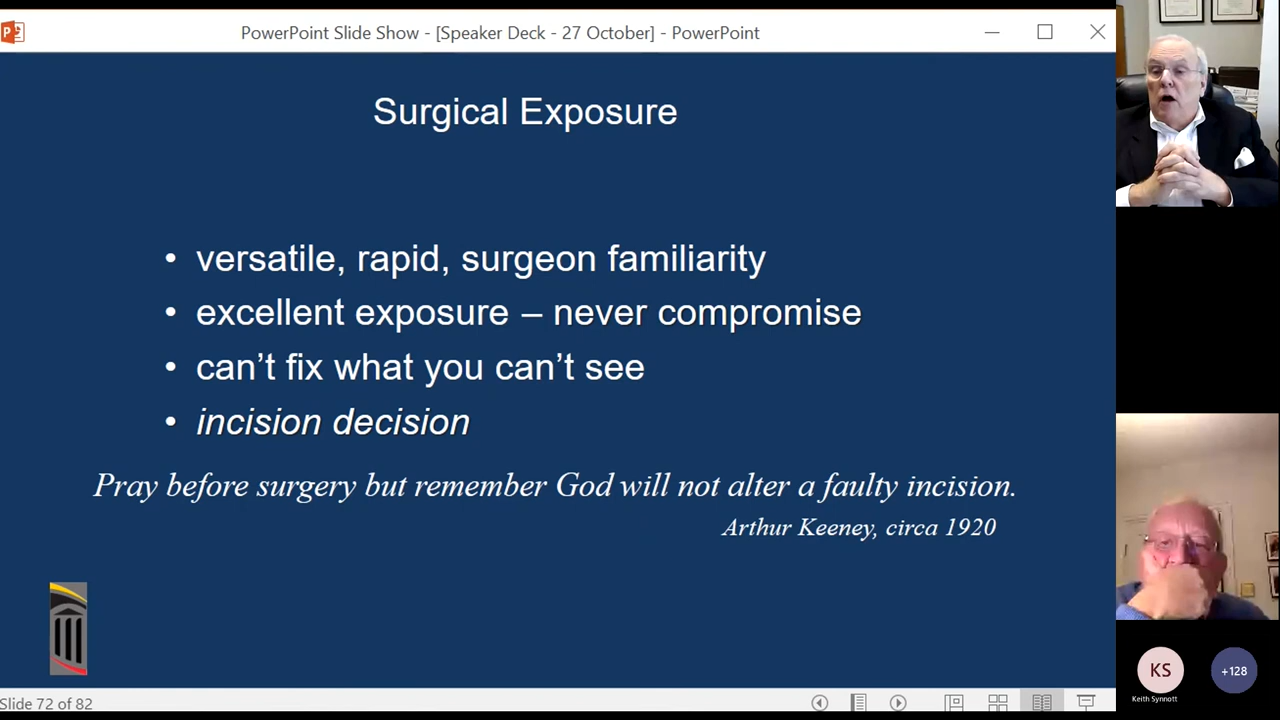 PowerPoint Slide Show - [Speaker Deck - 27 October] - PowerPoint
Surgical Exposure
• versatile, rapid, surgeon familiarity
• excellent exposure – never compromise
• can’t fix what you can’t see
• incision decision
Pray before surgery but remember God will not alter a faulty incision.
Arthur Keeney, circa 1920
Slide 72 of 82
KS
Keith Synnott
+128